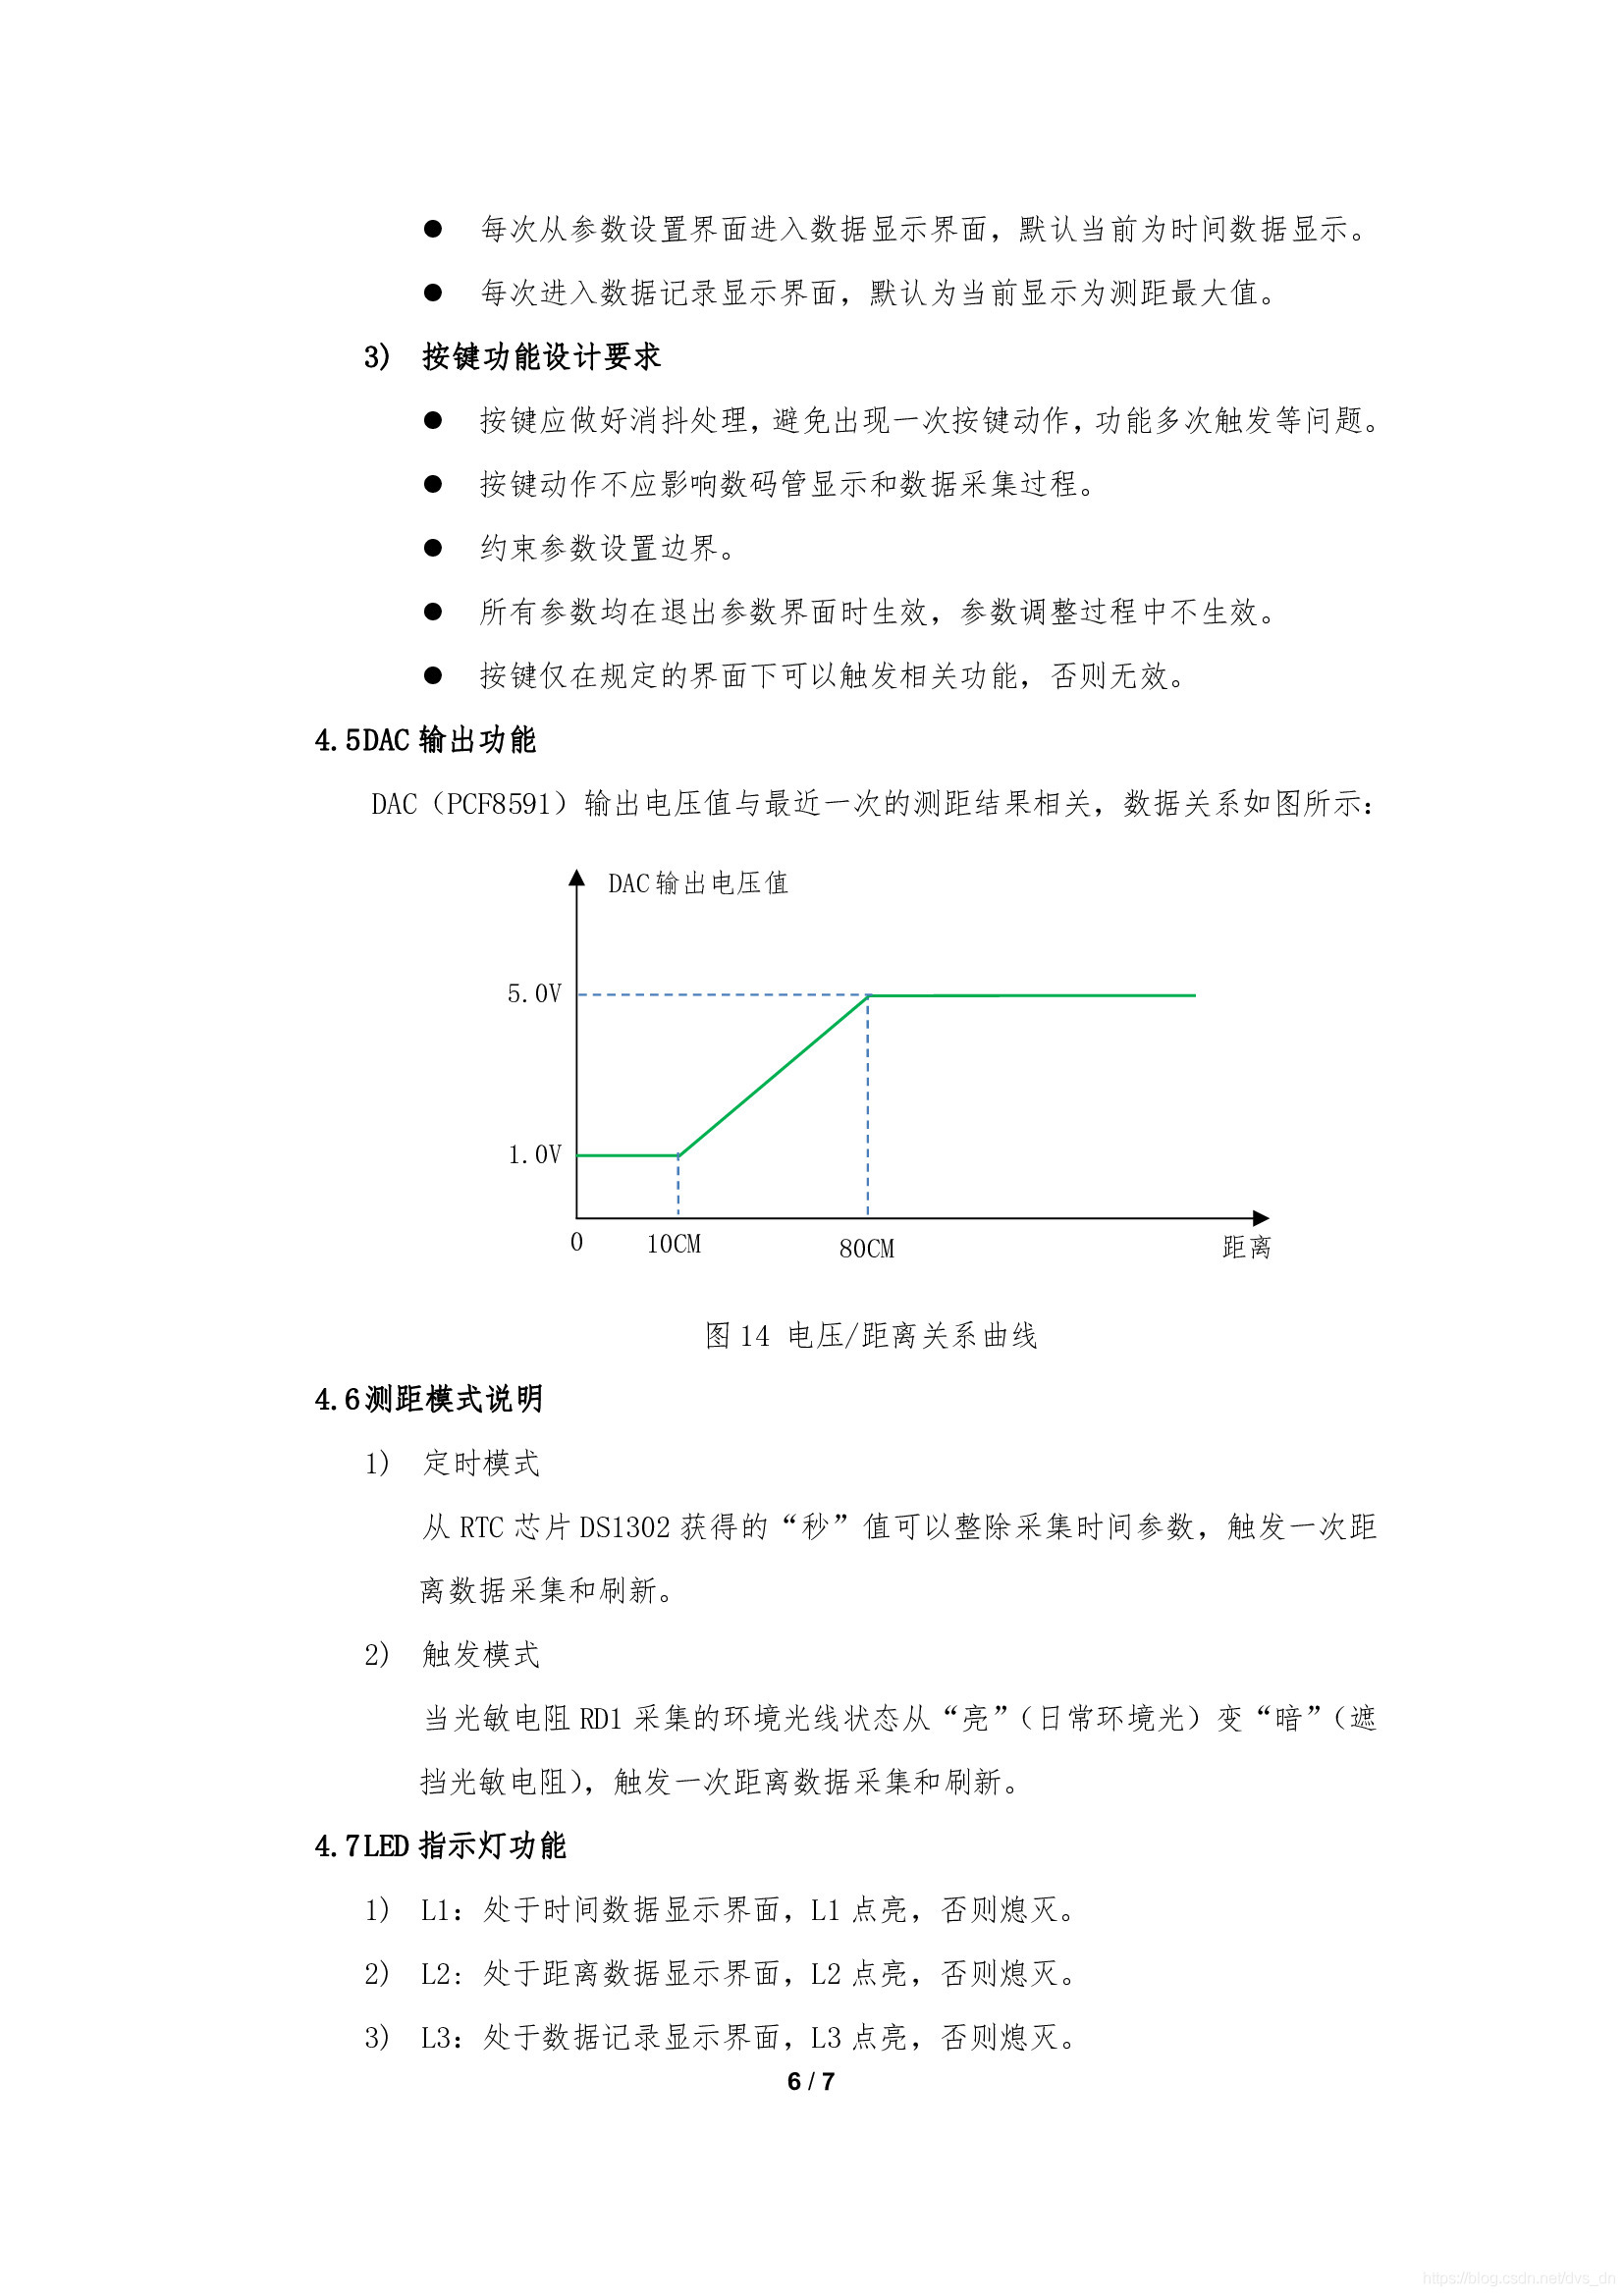 ● 每次从参数设置界面进入数据显示界面，默认当前为时间数据显示。
● 每次进入数据记录显示界面，默认为当前显示为测距最大值。
3) 按键功能设计要求
● 按键应做好消抖处理，避免出现一次按键动作，功能多次触发等问题。
● 按键动作不应影响数码管显示和数据采集过程。
● 约束参数设置边界。
● 所有参数均在退出参数界面时生效，参数调整过程中不生效。
● 按键仅在规定的界面下可以触发相关功能，否则无效。
4.5DAC 输出功能
DAC（PCF8591）输出电压值与最近一次的测距结果相关，数据关系如图所示：
DAC 输出电压值
5.0V
1.0V
0
10CM
80CM
距离
图 14 电压/距离关系曲线
4.6测距模式说明
1) 定时模式
从 RTC 芯片 DS1302 获得的“秒”值可以整除采集时间参数，触发一次距
离数据采集和刷新。
2) 触发模式
当光敏电阻 RD1 采集的环境光线状态从“亮”（日常环境光）变“暗”（遮
挡光敏电阻），触发一次距离数据采集和刷新。
4.7LED 指示灯功能
1) L1：处于时间数据显示界面，L1 点亮，否则熄灭。
2) L2：处于距离数据显示界面，L2 点亮，否则熄灭。
3) L3：处于数据记录显示界面，L3 点亮，否则熄灭。
6 / 7
https://blog.csdn.net/dvs_dn